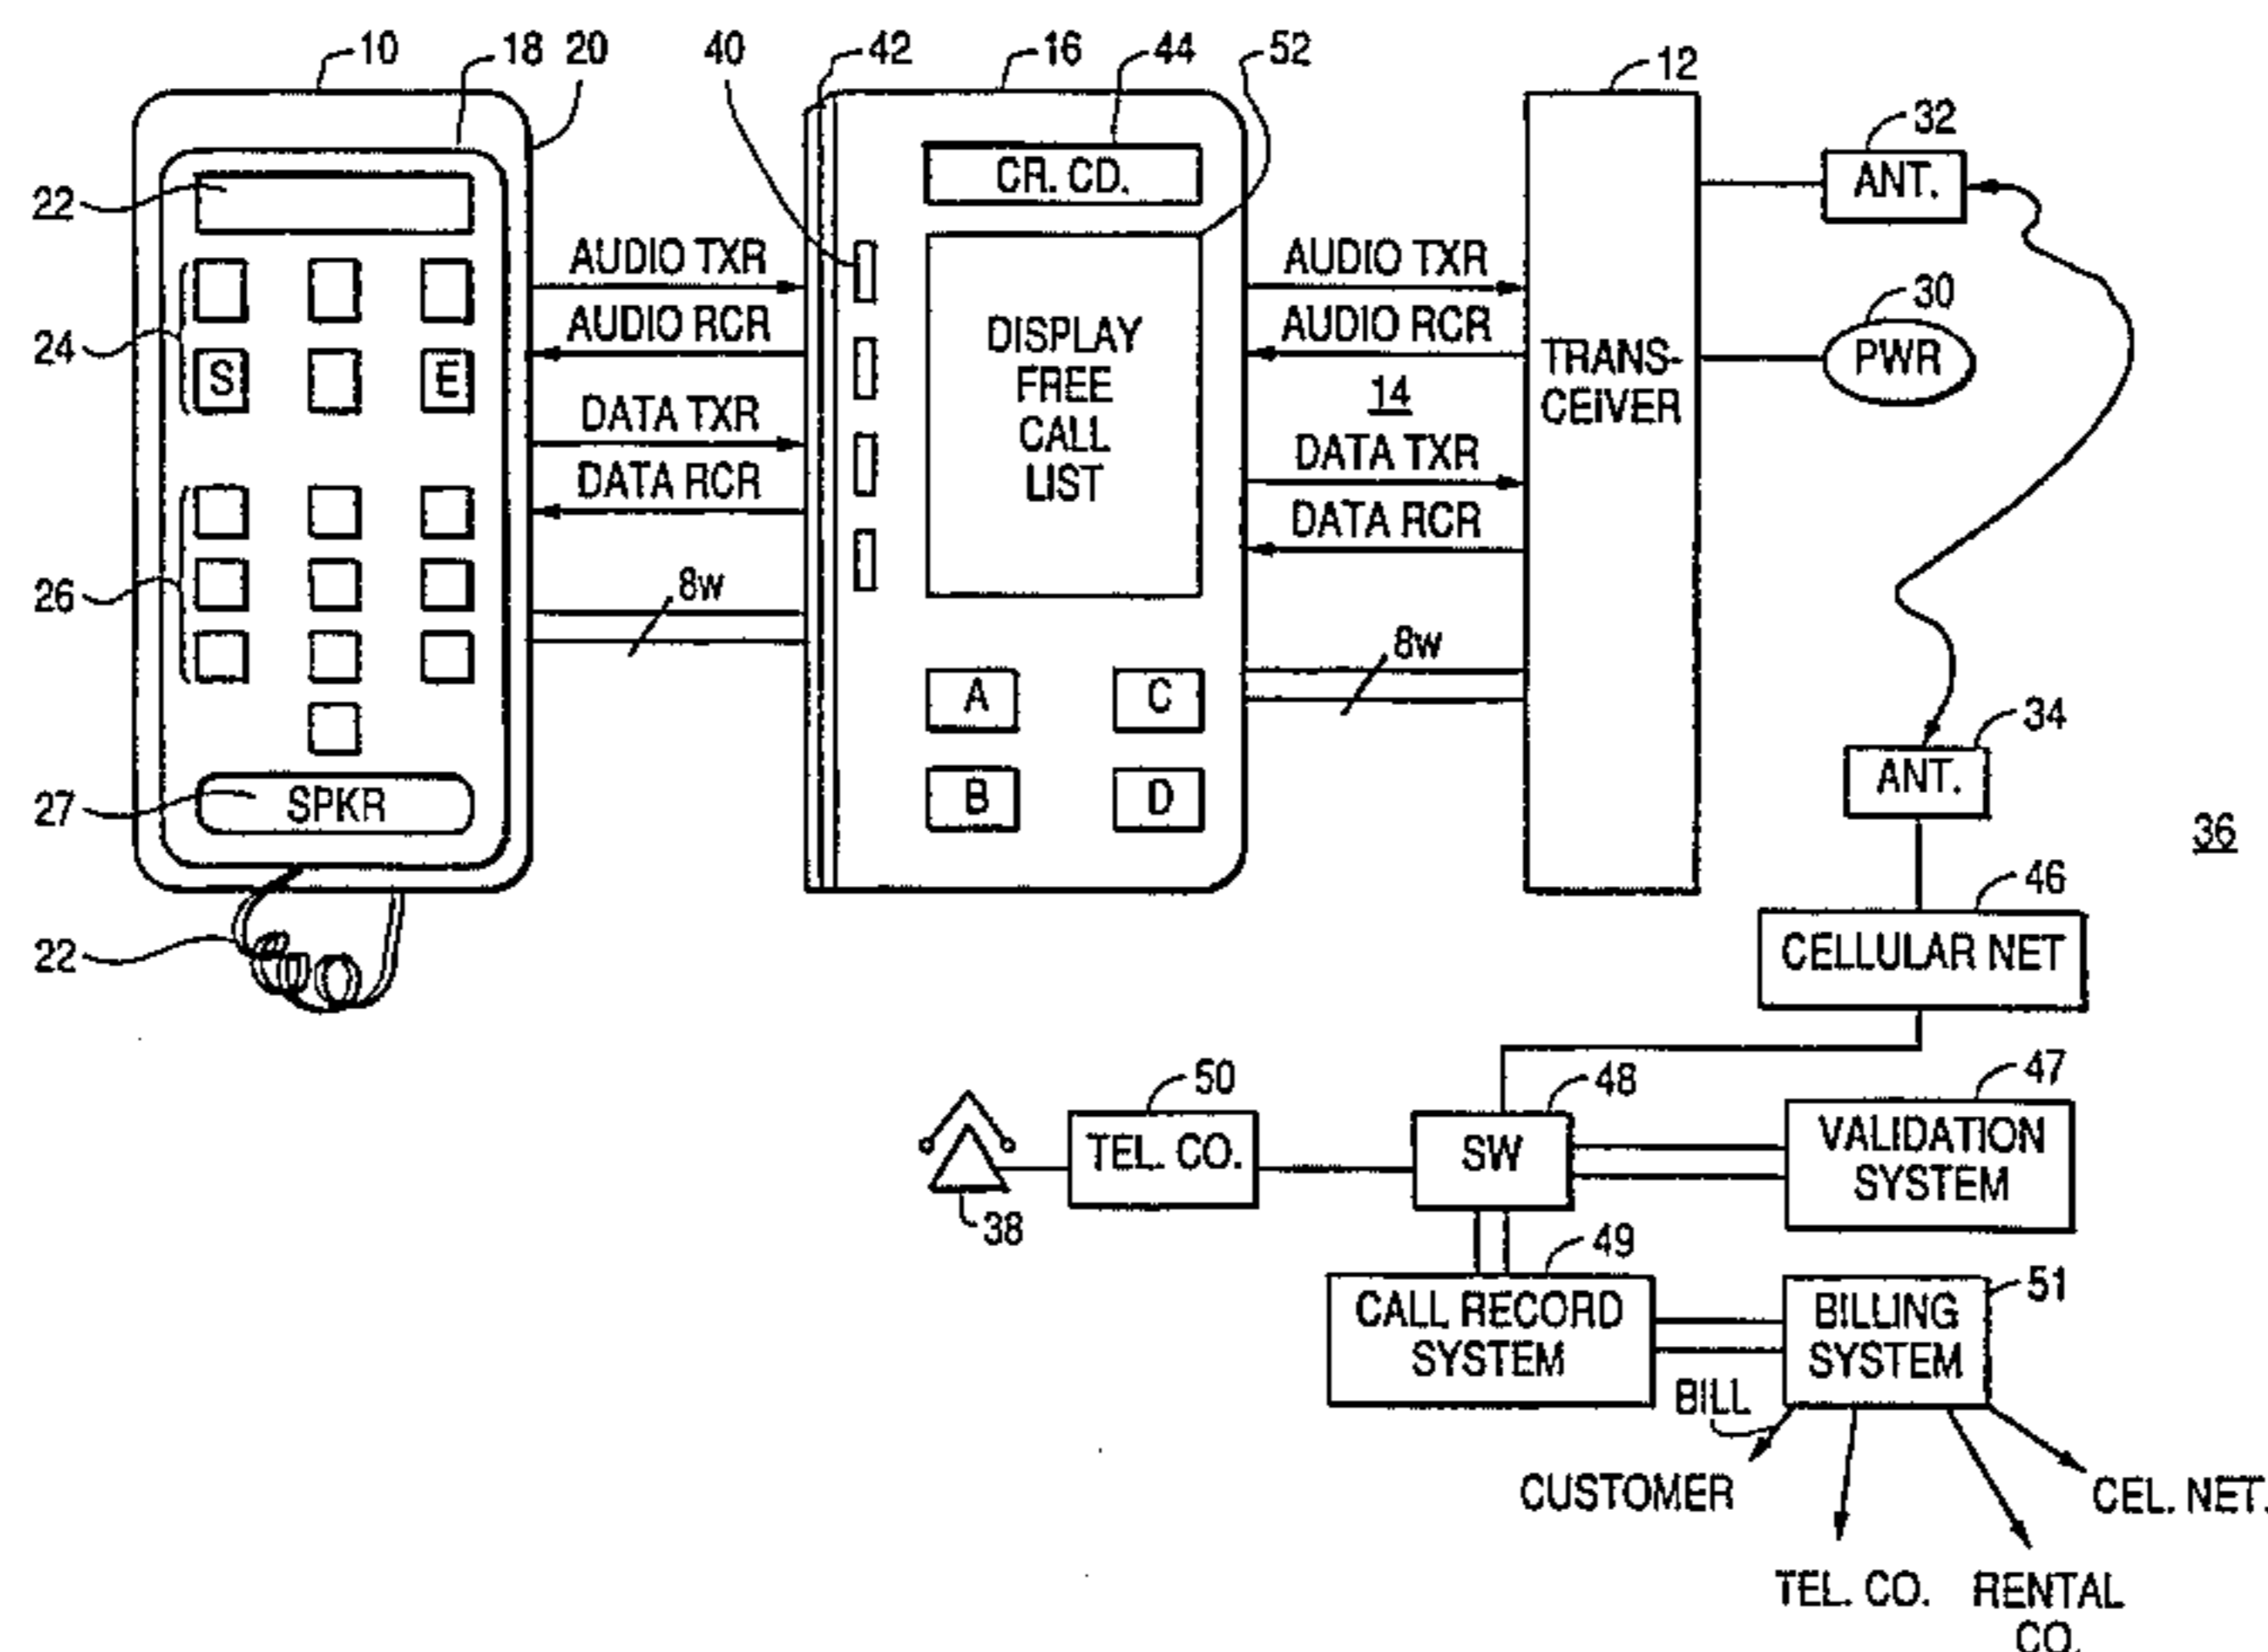 10
18
20
40
42
16
44
52
12
32
22
CR. CD.
ANT.
AUDIO TXR
AUDIO TXR
30
24
AUDIO RCR
DISPLAY
FREE
CALL
LIST
AUDIO RCR
TRANS-
CEIVER
PWR
S
E
14
DATA TXR
DATA TXR
DATA RCR
DATA RCR
26
8w
8w
A
C
34
B
D
ANT.
27
SPKR
36
46
22
CELLULAR NET
50
48
47
TEL. CO.
SW
VALIDATION
SYSTEM
38
49
51
CALL RECORD
SYSTEM
BILLING
SYSTEM
BILL
CUSTOMER
CEL. NET.
TEL. CO.
RENTAL
CO.